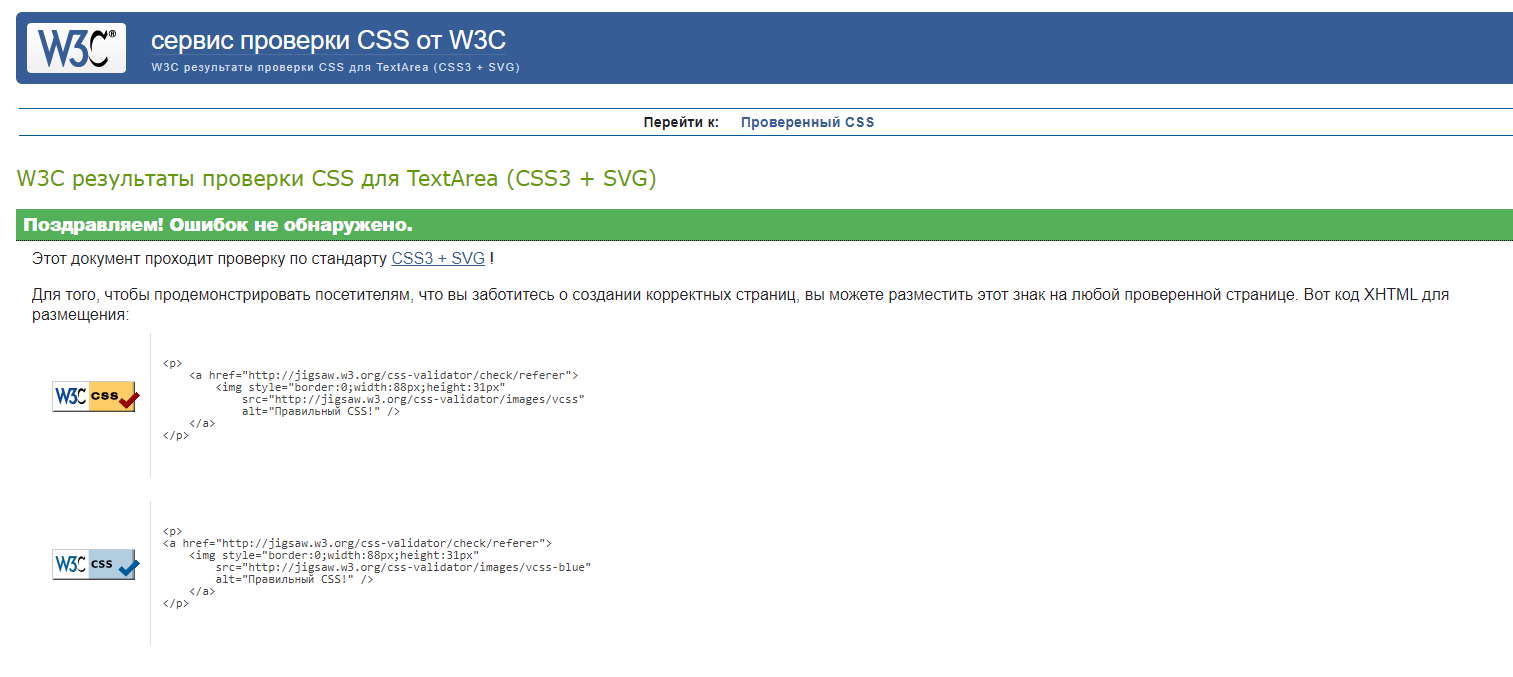 W3C®
сервис проверки CSS от W3C
W3C результаты проверки CSS для TextArea (CSS3 + SVG)
Перейти к: Проверенный CSS
W3C результаты проверки CSS для TextArea (CSS3 + SVG)
Поздравляем! Ошибок не обнаружено.
Этот документ проходит проверку по стандарту CSS3 + SVG !
Для того, чтобы продемонстрировать посетителям, что вы заботитесь о создании корректных страниц, вы можете разместить этот знак на любой проверенной странице. Вот код XHTML для
размещения:
W3C css
<p>
<a href="http://jigsaw.w3.org/css-validator/check/referer">
<img style="border:0;width:88px;height:31px"
src="http://jigsaw.w3.org/css-validator/images/vcss"
alt="Правильный CSS!" />
</a>
</p>
W3C css
<p>
<a href="http://jigsaw.w3.org/css-validator/check/referer">
<img style="border:0;width:88px;height:31px"
src="http://jigsaw.w3.org/css-validator/images/vcss-blue"
alt="Правильный CSS!" />
</a>
</p>